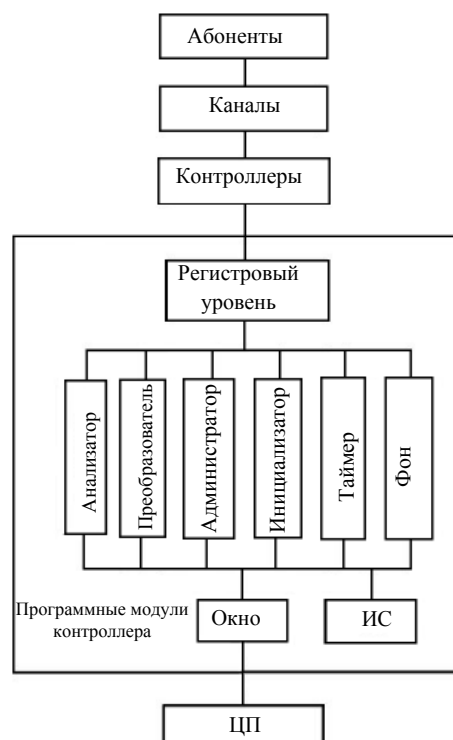 Абоненты
Каналы
Контроллеры
Регистровый
уровень
Анализатор
Преобразователь
Администратор
Инициализатор
Таймер
Фон
Программные модули
контроллера
Окно
ИС
ЦП